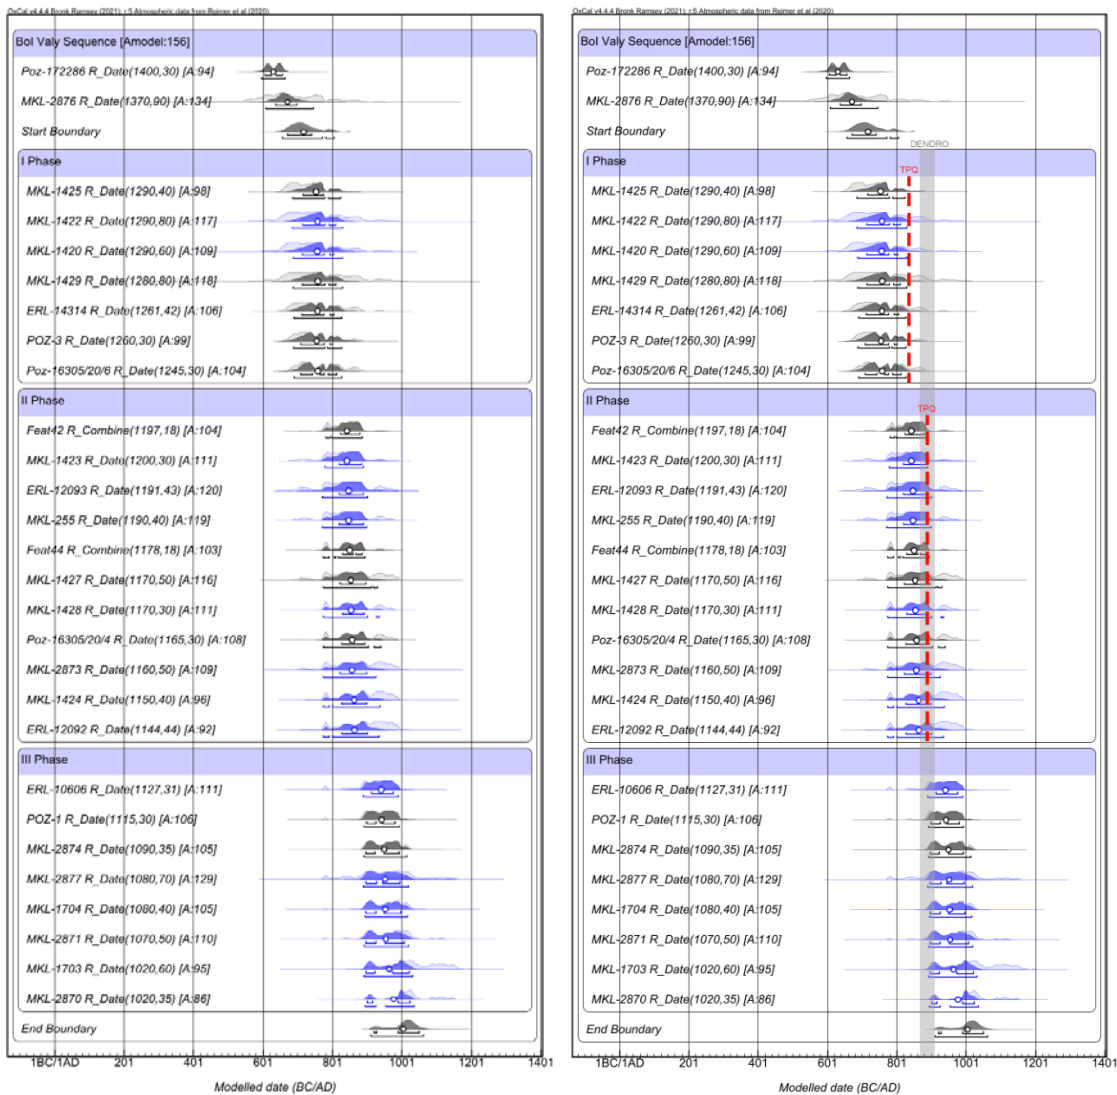 OxCal v4.4.4 Bronk Ramsey (2021); r:5 Atmospheric data from Reimer et al (2020)
Bol Valy Sequence [Amodel:156]
Poz-172286 R_Date(1400,30) [A:94]
MKL-2876 R_Date(1370,90) [A:134]
Start Boundary
I Phase
MKL-1425 R_Date(1290,40) [A:98]
MKL-1422 R_Date(1290,80) [A:117]
MKL-1420 R_Date(1290,60) [A:109]
MKL-1429 R_Date(1280,80) [A:118]
ERL-14314 R_Date(1261,42) [A:106]
POZ-3 R_Date(1260,30) [A:99]
Poz-16305/20/6 R_Date(1245,30) [A:104]
II Phase
Feat42 R_Combine(1197,18) [A:104]
MKL-1423 R_Date(1200,30) [A:111]
ERL-12093 R_Date(1191,43) [A:120]
MKL-255 R_Date(1190,40) [A:119]
Feat44 R_Combine(1178,18) [A:103]
MKL-1427 R_Date(1170,50) [A:116]
MKL-1428 R_Date(1170,30) [A:111]
Poz-16305/20/4 R_Date(1165,30) [A:108]
MKL-2873 R_Date(1160,50) [A:109]
MKL-1424 R_Date(1150,40) [A:96]
ERL-12092 R_Date(1144,44) [A:92]
III Phase
ERL-10606 R_Date(1127,31) [A:111]
POZ-1 R_Date(1115,30) [A:106]
MKL-2874 R_Date(1090,35) [A:105]
MKL-2877 R_Date(1080,70) [A:129]
MKL-1704 R_Date(1080,40) [A:105]
MKL-2871 R_Date(1070,50) [A:110]
MKL-1703 R_Date(1020,60) [A:95]
MKL-2870 R_Date(1020,35) [A:86]
End Boundary
1BC/1AD 201 401 601 801 1001 1201 1401
Modelled date (BC/AD)
OxCal v4.4.4 Bronk Ramsey (2021); r:5 Atmospheric data from Reimer et al (2020)
Bol Valy Sequence [Amodel:156]
Poz-172286 R_Date(1400,30) [A:94]
MKL-2876 R_Date(1370,90) [A:134]
Start Boundary
DENDRO
I Phase
TPQ
MKL-1425 R_Date(1290,40) [A:98]
MKL-1422 R_Date(1290,80) [A:117]
MKL-1420 R_Date(1290,60) [A:109]
MKL-1429 R_Date(1280,80) [A:118]
ERL-14314 R_Date(1261,42) [A:106]
POZ-3 R_Date(1260,30) [A:99]
Poz-16305/20/6 R_Date(1245,30) [A:104]
II Phase
TPQ
Feat42 R_Combine(1197,18) [A:104]
MKL-1423 R_Date(1200,30) [A:111]
ERL-12093 R_Date(1191,43) [A:120]
MKL-255 R_Date(1190,40) [A:119]
Feat44 R_Combine(1178,18) [A:103]
MKL-1427 R_Date(1170,50) [A:116]
MKL-1428 R_Date(1170,30) [A:111]
Poz-16305/20/4 R_Date(1165,30) [A:108]
MKL-2873 R_Date(1160,50) [A:109]
MKL-1424 R_Date(1150,40) [A:96]
ERL-12092 R_Date(1144,44) [A:92]
III Phase
ERL-10606 R_Date(1127,31) [A:111]
POZ-1 R_Date(1115,30) [A:106]
MKL-2874 R_Date(1090,35) [A:105]
MKL-2877 R_Date(1080,70) [A:129]
MKL-1704 R_Date(1080,40) [A:105]
MKL-2871 R_Date(1070,50) [A:110]
MKL-1703 R_Date(1020,60) [A:95]
MKL-2870 R_Date(1020,35) [A:86]
End Boundary
1BC/1AD 201 401 601 801 1001 1201 1401
Modelled date (BC/AD)